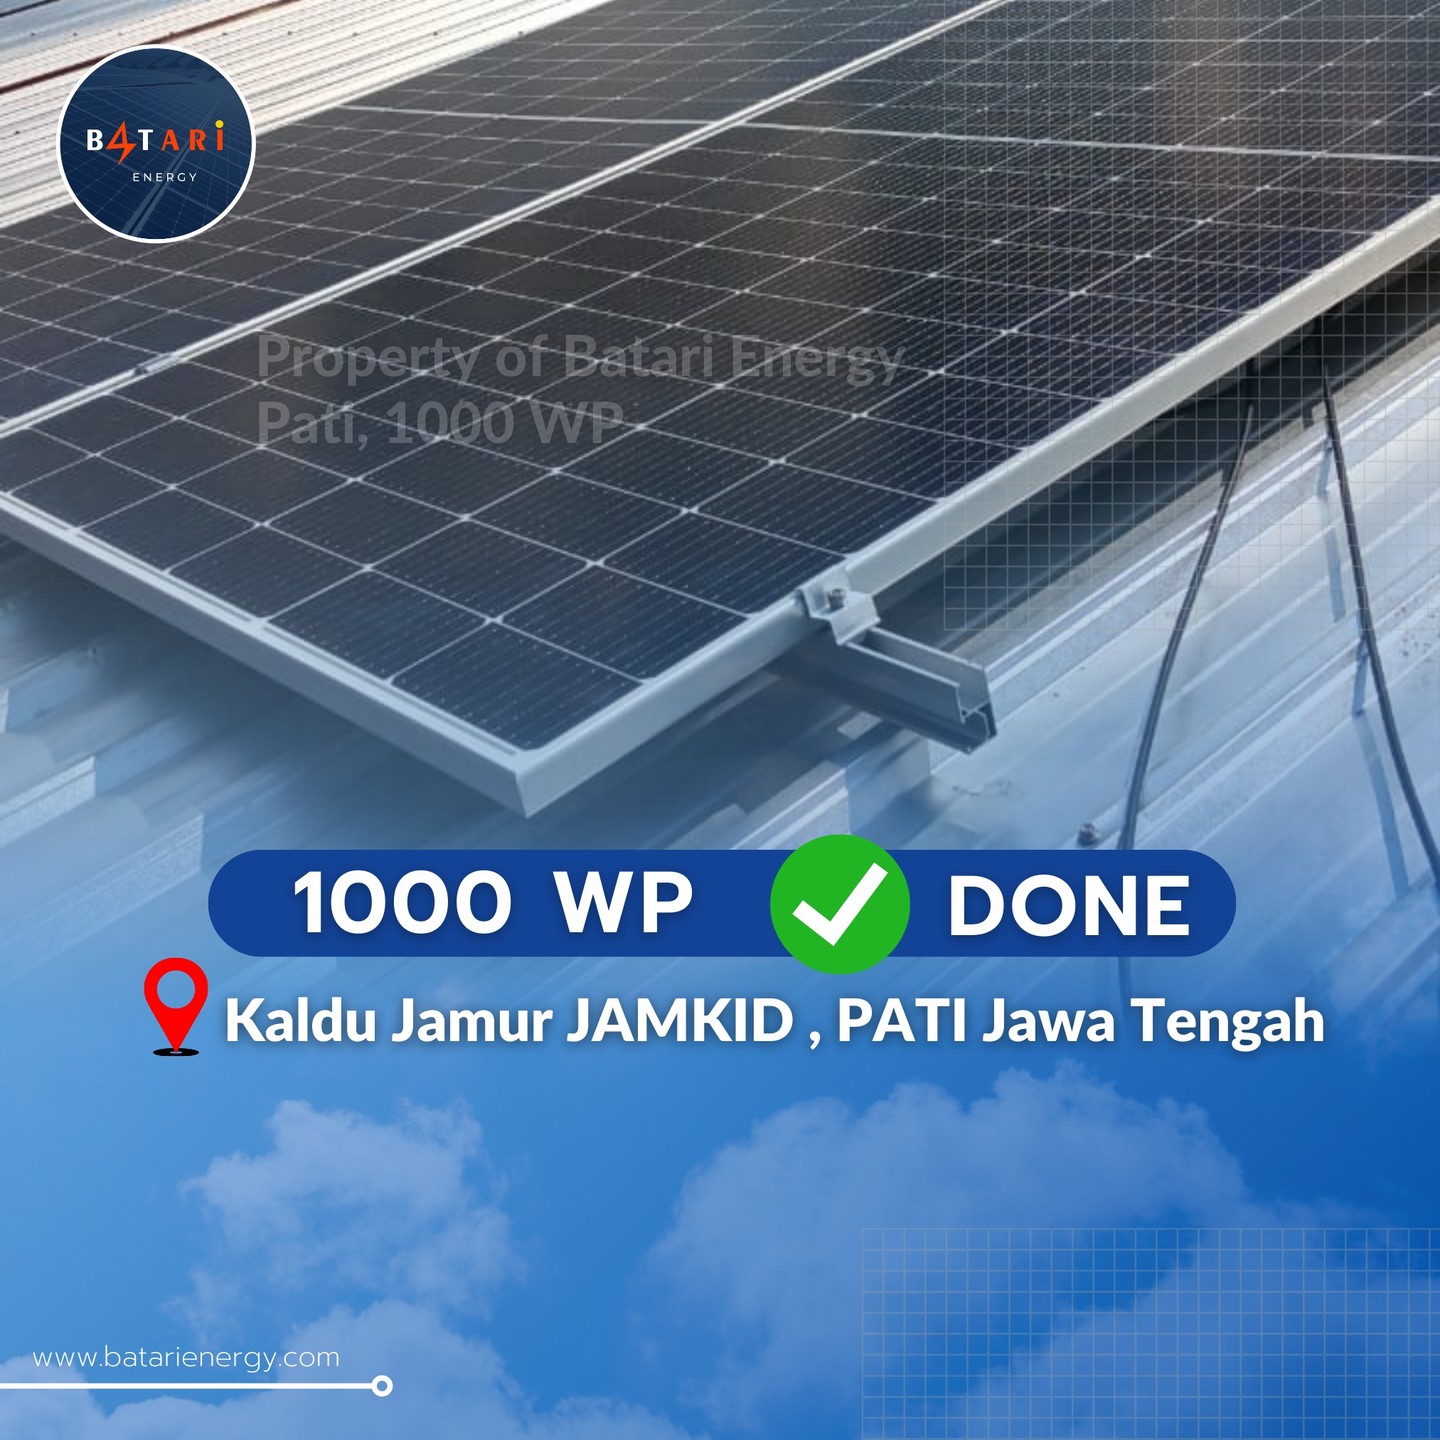 BATARi
ENERGY
Property of Batari Energy
Pati, 1000 WP
1000 WP DONE
Kaldu Jamur JAMKID , PATI Jawa Tengah
www.batarienergy.com